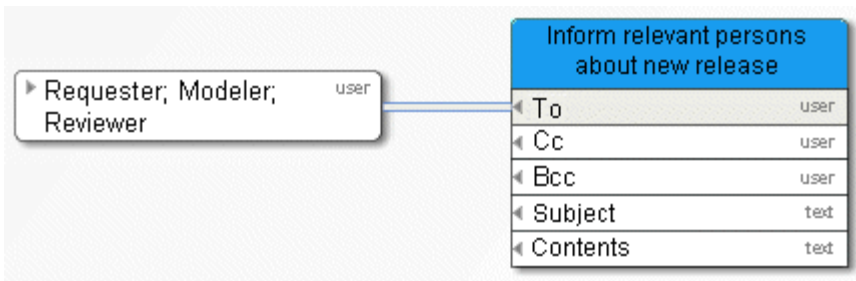 Inform relevant persons
about new release
Requester; Modeler; user
Reviewer
To user
Cc user
Bcc user
Subject text
Contents text